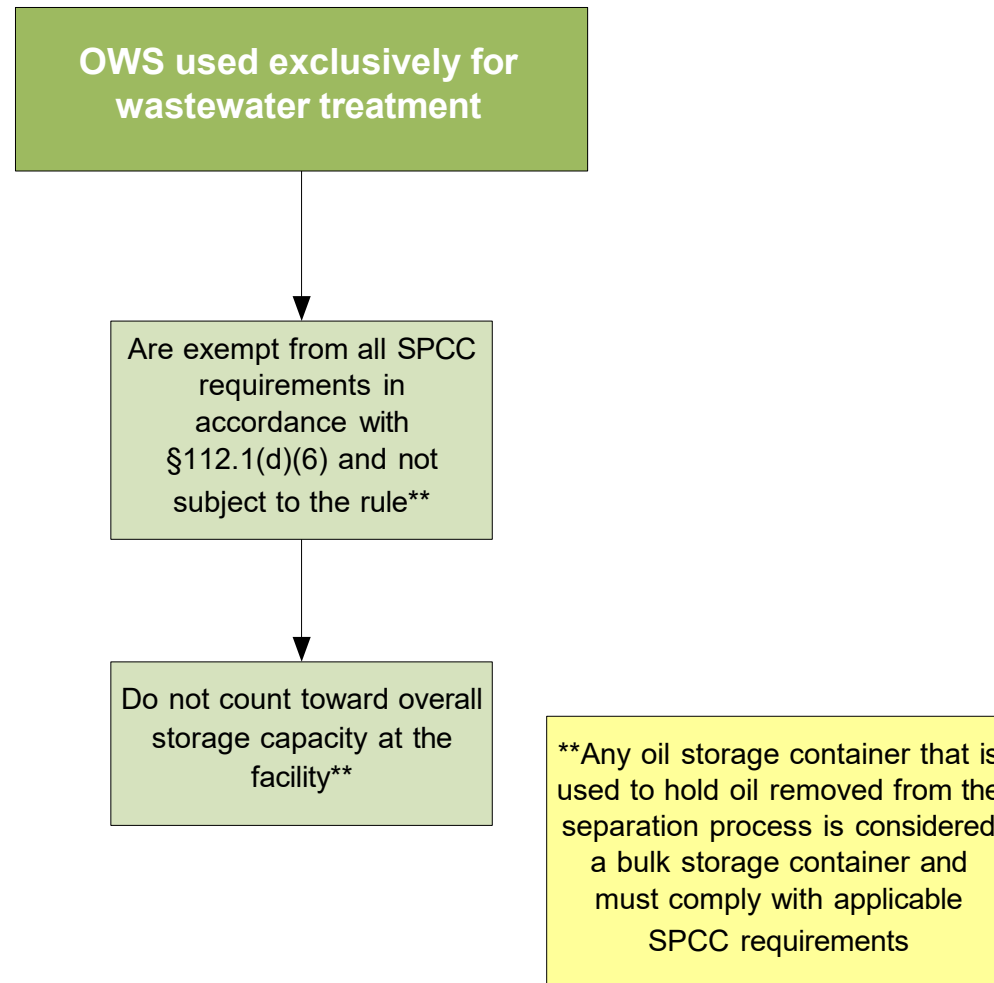 OWS used exclusively for
wastewater treatment
Are exempt from all SPCC
requirements in
accordance with
§112.1(d)(6) and not
subject to the rule**
Do not count toward overall
storage capacity at the
facility**
**Any oil storage container that is
used to hold oil removed from the
separation process is considered
a bulk storage container and
must comply with applicable
SPCC requirements